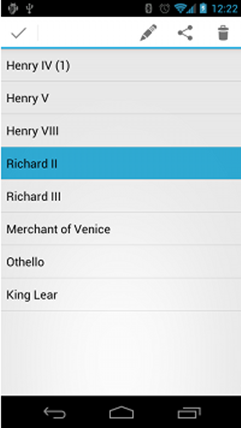 12:22
Henry IV (1)
Henry V
Henry VIII
Richard II
Richard III
Merchant of Venice
Othello
King Lear